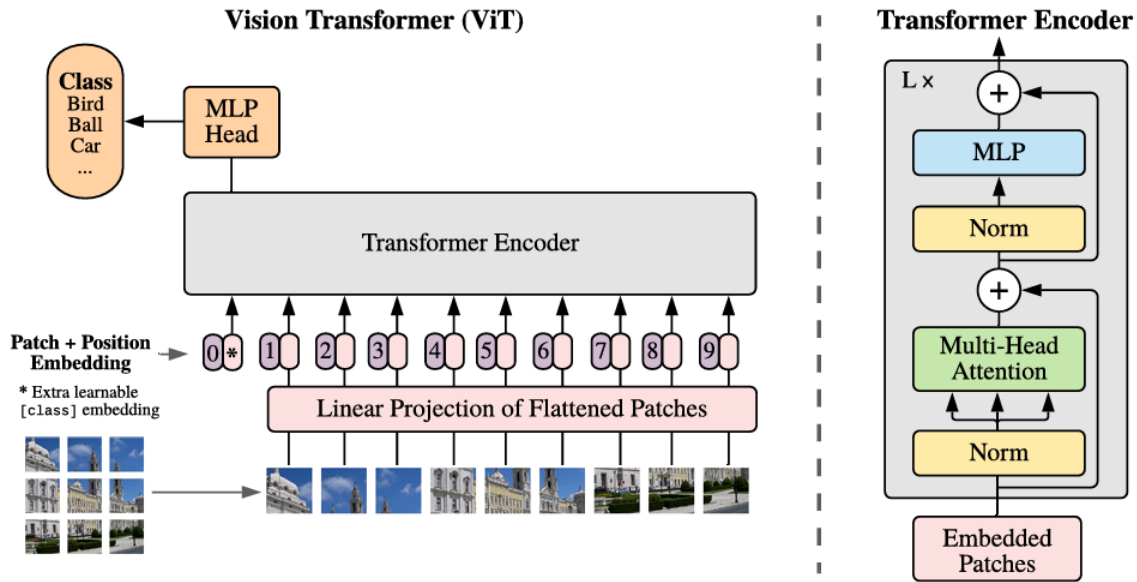 Vision Transformer (ViT)
Class
Bird
Ball
Car
...
MLP
Head
Transformer Encoder
Patch + Position
Embedding
0 * 1 2 3 4 5 6 7 8 9
* Extra learnable
[class] embedding
Linear Projection of Flattened Patches
Transformer Encoder
L ×
+
MLP
Norm
+
Multi-Head
Attention
Norm
Embedded
Patches